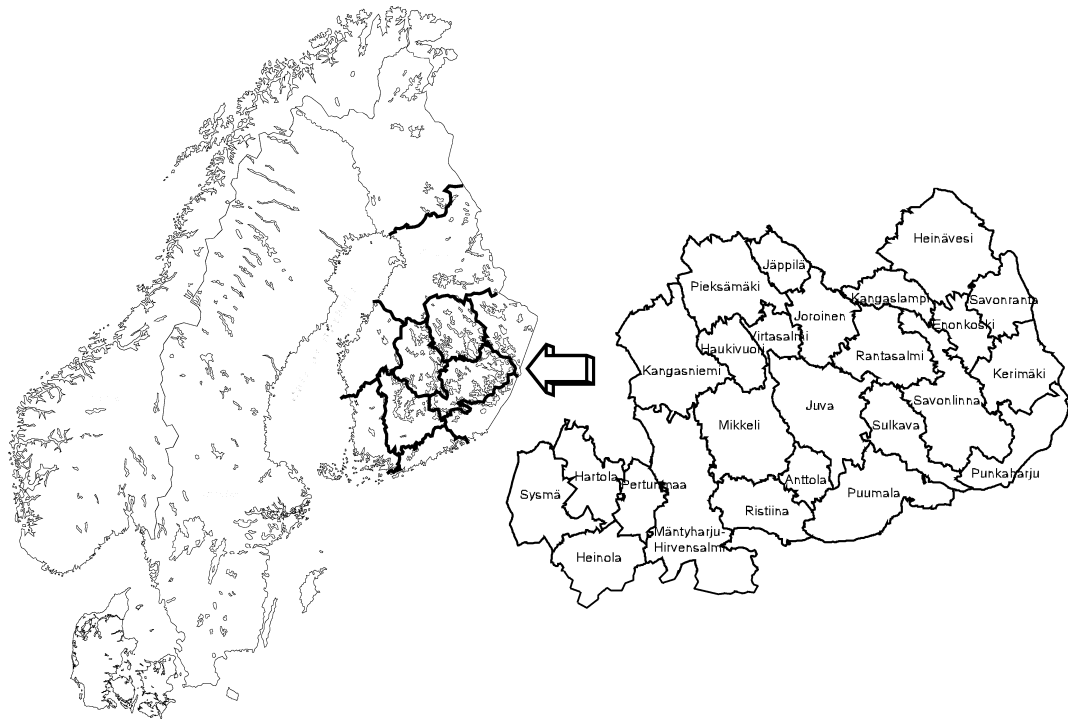 Heinävesi
Jäppilä
Pieksämäki
Kangaslampi
Savonranta
Joroinen
Enonkoski
Virtasalmi
Haukivuori
Rantasalmi
Kangasniemi
Kerimäki
Savonlinna
Juva
Mikkeli
Sulkava
Punkaharju
Hartola
Anttola
Pertunmaa
Sysmä
Puumala
Ristiina
Mäntyharju-
Hirvensalmi
Heinola